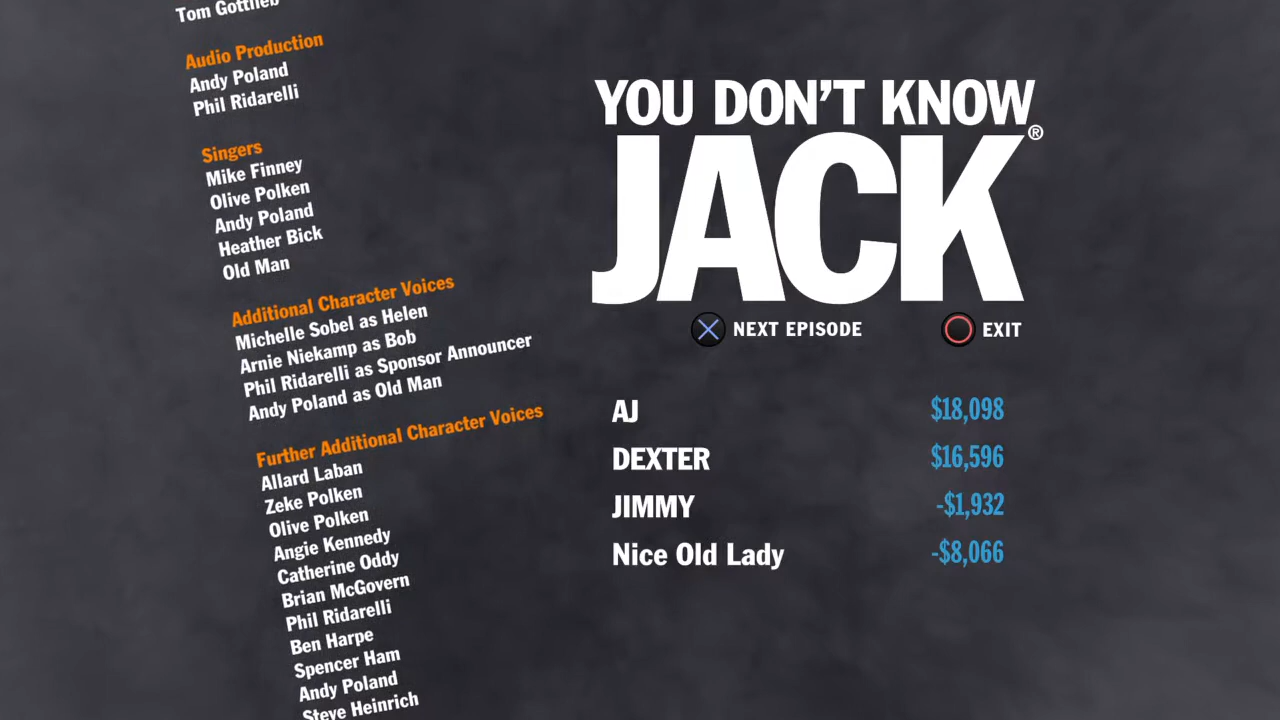 Tom Gottlieb
Audio Production
Andy Poland
Phil Ridarelli
Singers
Mike Finney
Olive Polken
Andy Poland
Heather Bick
Old Man
Additional Character Voices
Michelle Sobel as Helen
Arnie Niekamp as Bob
Phil Ridarelli as Sponsor Announcer
Andy Poland as Old Man
Further Additional Character Voices
Allard Laban
Zeke Polken
Olive Polken
Angie Kennedy
Catherine Oddy
Brian McGovern
Phil Ridarelli
Ben Harpe
Spencer Ham
Andy Poland
Steve Heinrich
YOU DON'T KNOW
JACK®
NEXT EPISODE EXIT
AJ $18,098
DEXTER $16,596
JIMMY -$1,932
Nice Old Lady -$8,066